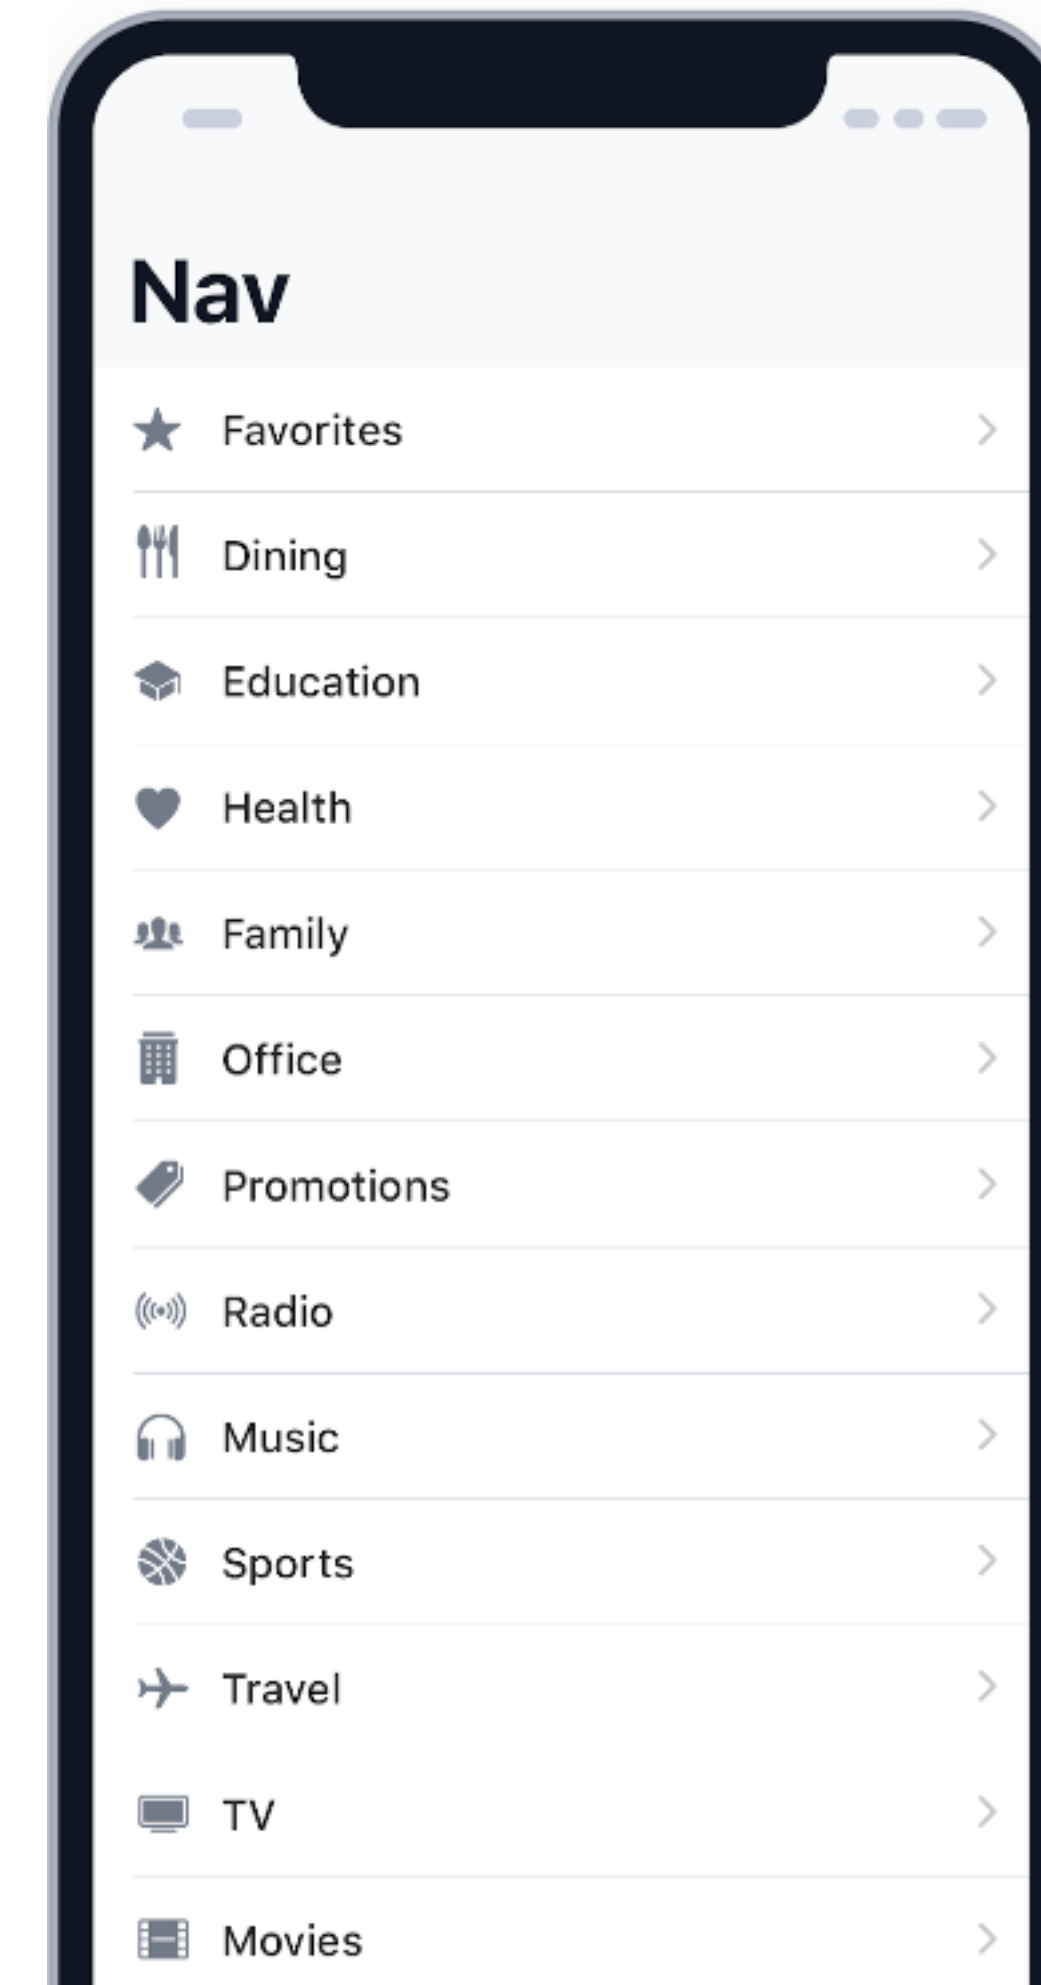 Nav
Favorites
Dining
Education
Health
Family
Office
Promotions
Radio
Music
Sports
Travel
TV
Movies